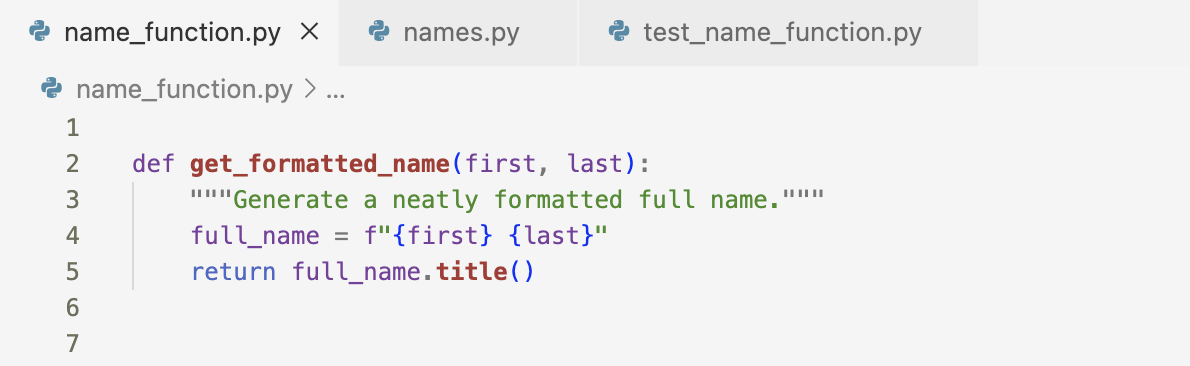 name_function.py × names.py test_name_function.py
name_function.py > ...
1
2 def get_formatted_name(first, last):
3     """Generate a neatly formatted full name."""
4     full_name = f"{first} {last}"
5     return full_name.title()
6
7